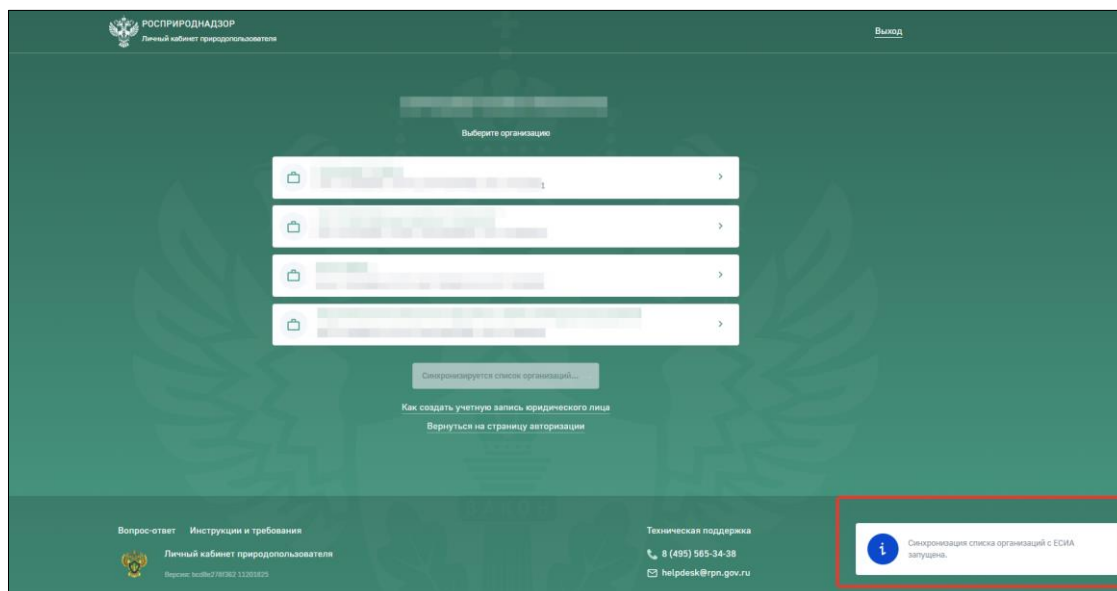 РОСПРИРОДНАДЗОР
Личный кабинет природопользователя
Выход
Выберите организацию
Синхронизируется список организаций...
Как создать учетную запись юридического лица
Вернуться на страницу авторизации
Вопрос-ответ Инструкции и требования
Личный кабинет природопользователя
Версия:
Техническая поддержка
8 (495) 565-34-38
helpdesk@rpn.gov.ru
Синхронизация списка организаций с ЕСИА
запущена.